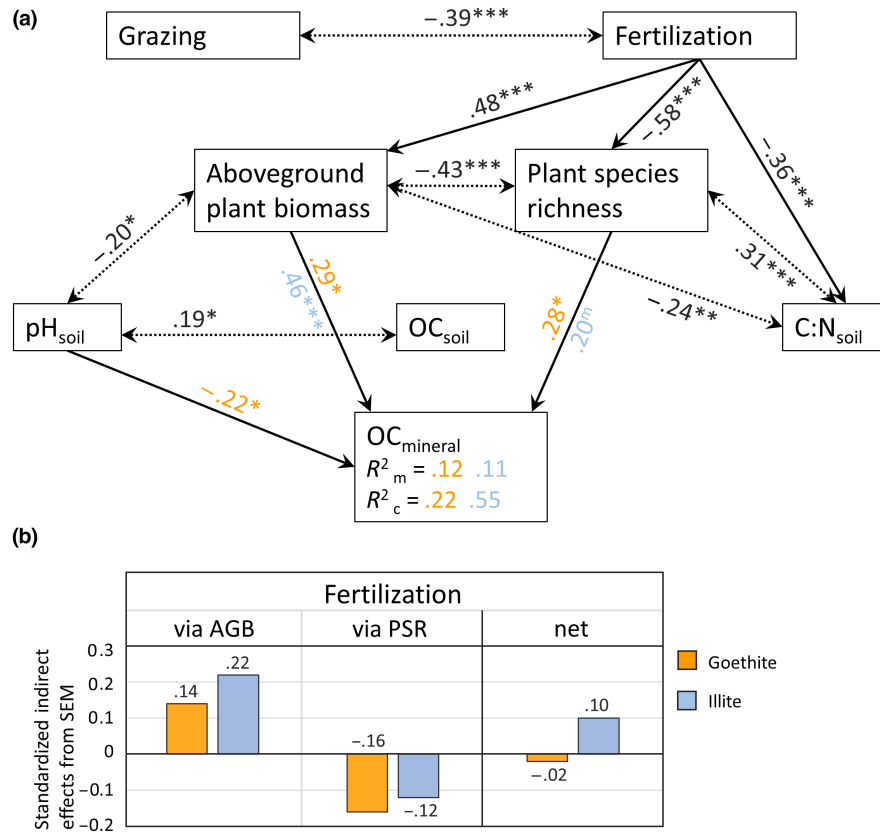 (a)
Grazing
−.39***
Fertilization
.48***
−.58***
−.36***
Aboveground
plant biomass
−.43***
Plant species
richness
−.20*
.29*
.46***
.28*
.20m
.31***
−.24**
pHsoil
.19*
OCsoil
C:Nsoil
−.22*
OCmineral
R2m = .12 .11
R2c = .22 .55
(b)
Fertilization
via AGB
via PSR
net
Standardized indirect
effects from SEM
0.3
0.2
0.1
0
−0.1
−0.2
.14
.22
−.16
−.12
−.02
.10
Goethite
Illite